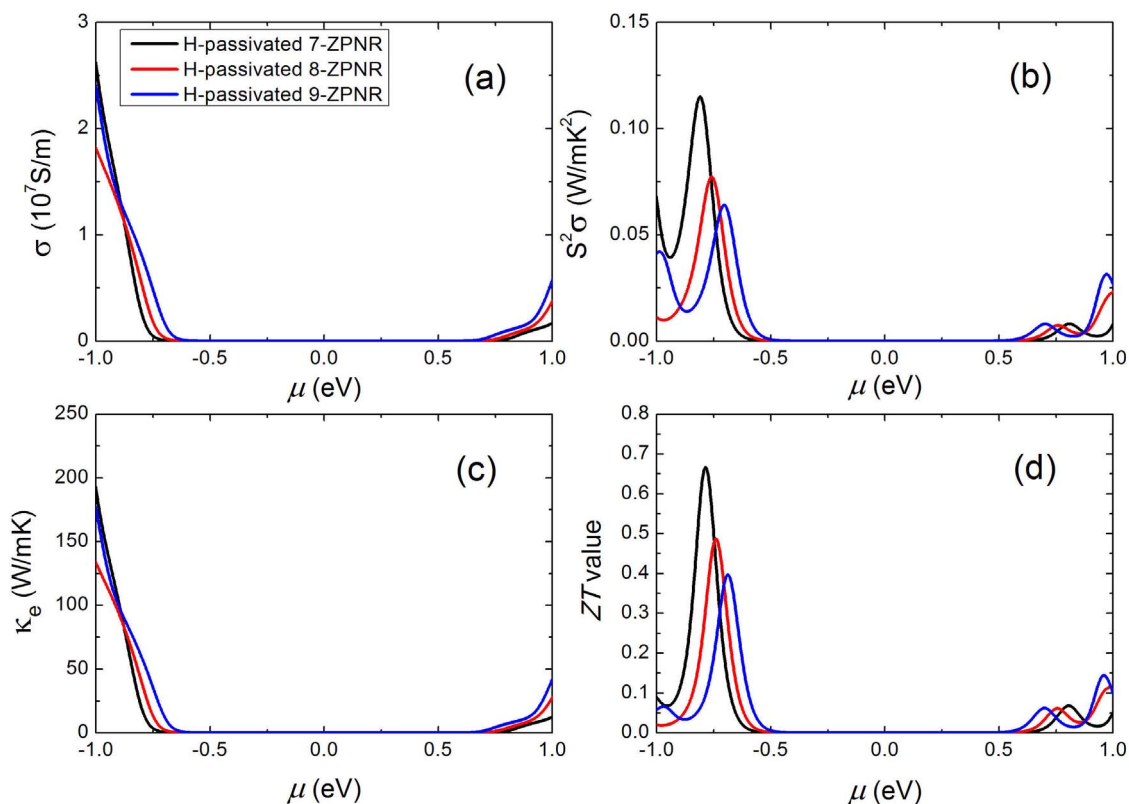 3
2
1
0
σ (10⁷S/m)
H-passivated 7-ZPNR
H-passivated 8-ZPNR
H-passivated 9-ZPNR
(a)
-1.0 -0.5 0.0 0.5 1.0
μ (eV)
0.15
0.10
0.05
0.00
S²σ (W/mK²)
(b)
-1.0 -0.5 0.0 0.5 1.0
μ (eV)
250
200
150
100
50
0
κe (W/mK)
(c)
-1.0 -0.5 0.0 0.5 1.0
μ (eV)
0.8
0.7
0.6
0.5
0.4
0.3
0.2
0.1
0.0
ZT value
(d)
-1.0 -0.5 0.0 0.5 1.0
μ (eV)